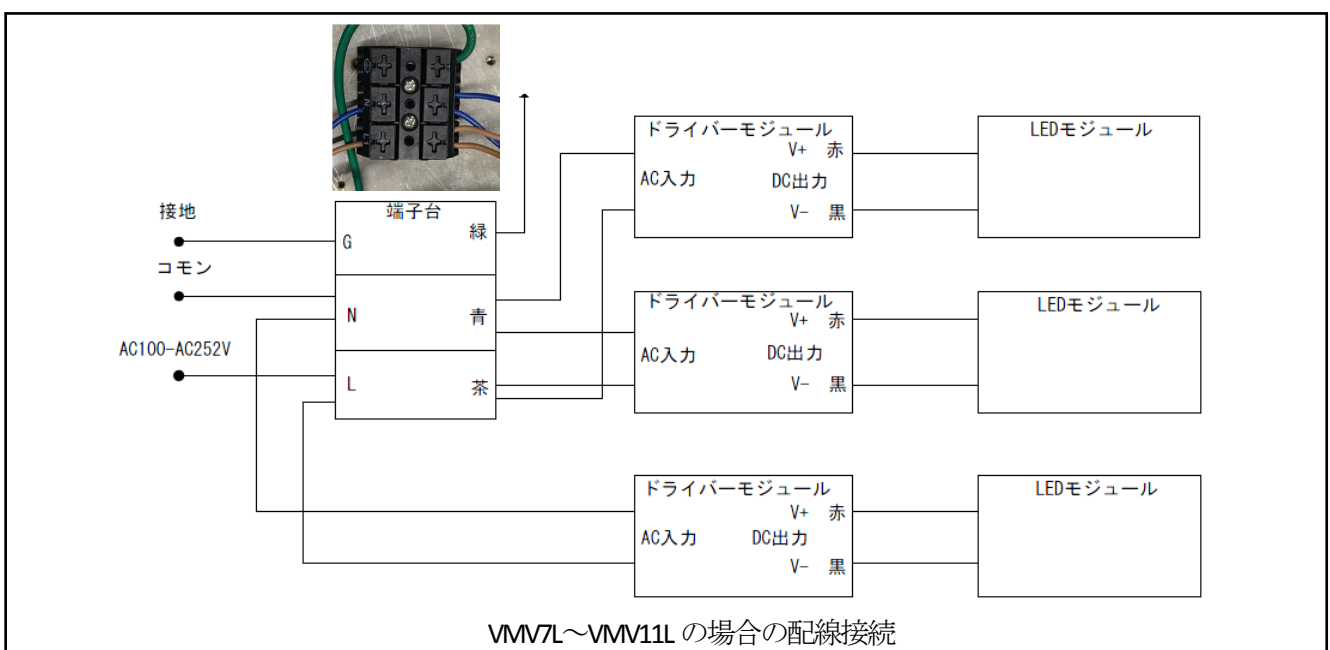 接地
コモン
AC100-AC252V
端子台
G 緑
N 青
L 茶
ドライバーモジュール
V+ 赤
AC入力 DC出力
V- 黒
LEDモジュール
ドライバーモジュール
V+ 赤
AC入力 DC出力
V- 黒
LEDモジュール
ドライバーモジュール
V+ 赤
AC入力 DC出力
V- 黒
LEDモジュール
VMV7L～VMV11L の場合の配線接続